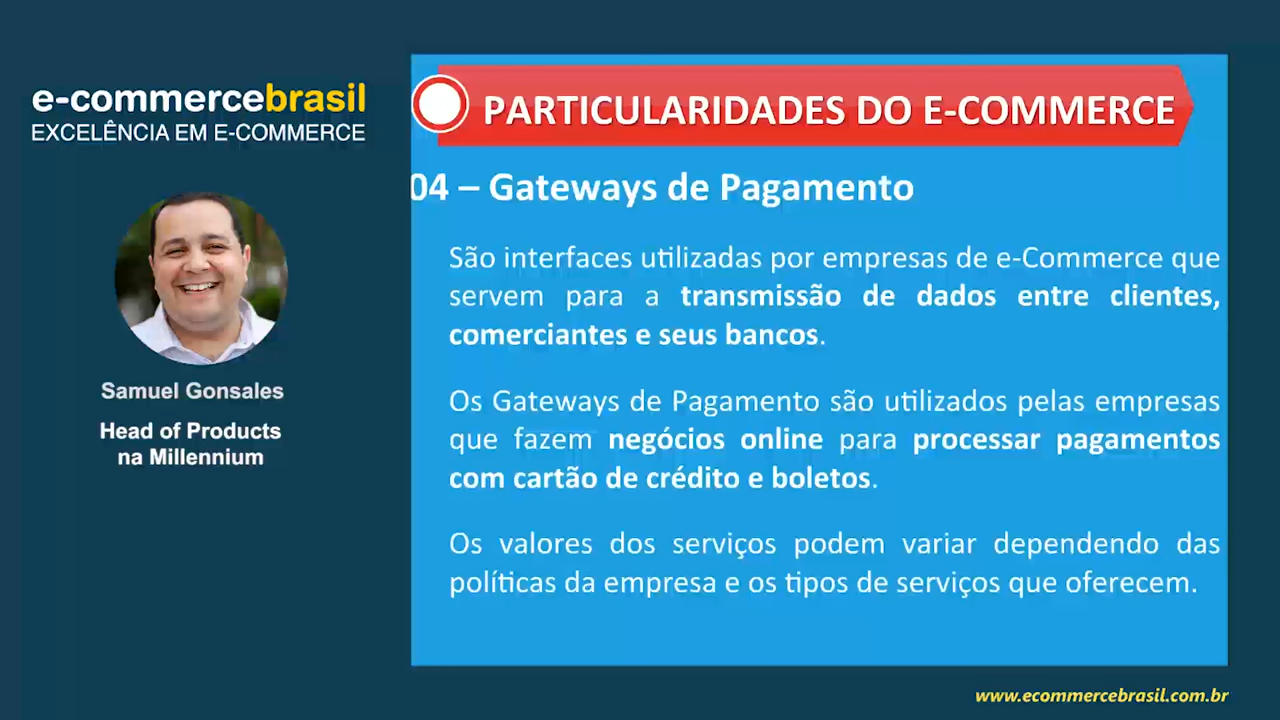 e-commercebrasil
EXCELÊNCIA EM E-COMMERCE
Samuel Gonsales
Head of Products
na Millennium
PARTICULARIDADES DO E-COMMERCE
04 – Gateways de Pagamento
São interfaces utilizadas por empresas de e-Commerce que
servem para a transmissão de dados entre clientes,
comerciantes e seus bancos.
Os Gateways de Pagamento são utilizados pelas empresas
que fazem negócios online para processar pagamentos
com cartão de crédito e boletos.
Os valores dos serviços podem variar dependendo das
políticas da empresa e os tipos de serviços que oferecem.
www.ecommercebrasil.com.br